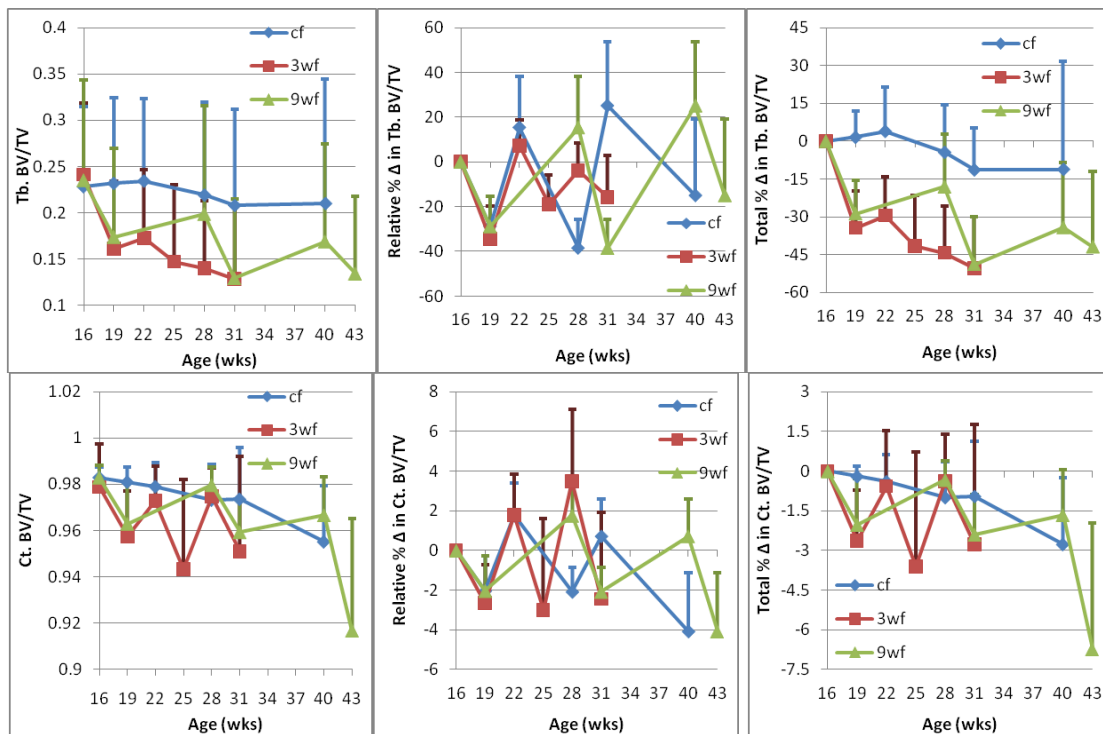 Tb. BV/TV
0.4
0.35
0.3
0.25
0.2
0.15
0.1
16 19 22 25 28 31 34 37 40 43
Age (wks)
cf
3wf
9wf
Relative % Δ in Tb. BV/TV
60
40
20
0
-20
-40
-60
16 19 22 25 28 31 34 37 40 43
Age (wks)
cf
3wf
9wf
Total % Δ in Tb. BV/TV
45
30
15
0
-15
-30
-45
-60
16 19 22 25 28 31 34 37 40 43
Age (wks)
cf
3wf
9wf
Ct. BV/TV
1.02
1
0.98
0.96
0.94
0.92
0.9
16 19 22 25 28 31 34 37 40 43
Age (wks)
cf
3wf
9wf
Relative % Δ in Ct. BV/TV
8
6
4
2
0
-2
-4
-6
16 19 22 25 28 31 34 37 40 43
Age (wks)
cf
3wf
9wf
Total % Δ in Ct. BV/TV
3
1.5
0
-1.5
-3
-4.5
-6
-7.5
16 19 22 25 28 31 34 37 40 43
Age (wks)
cf
3wf
9wf